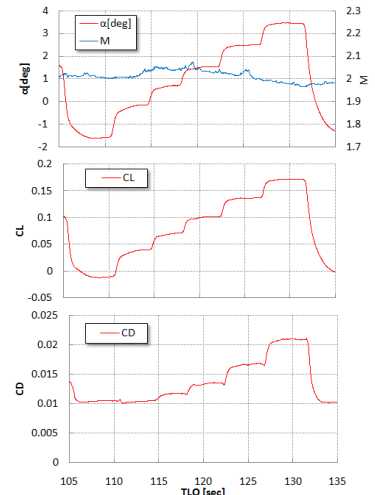 4 2.3
3 2.2
2 2.1
1 2
0 1.9
-1 1.8
-2 1.7
α[deg]
M
α[deg]
M
0.2
0.15
0.1
0.05
0
-0.05
CL
CL
0.025
0.02
0.015
0.01
0.005
0
CD
CD
105 110 115 120 125 130 135
TLO [sec]